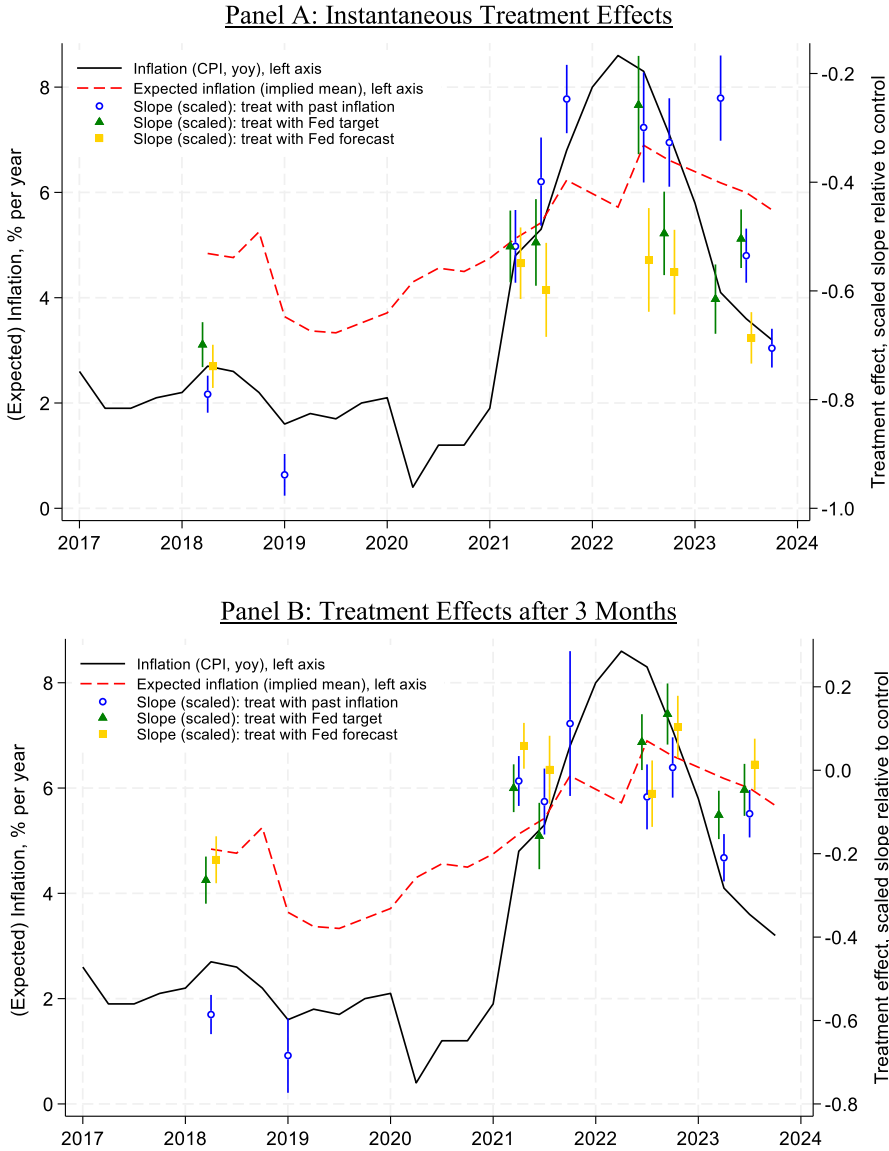 Panel A: Instantaneous Treatment Effects
Inflation (CPI, yoy), left axis
Expected inflation (implied mean), left axis
Slope (scaled): treat with past inflation
Slope (scaled): treat with Fed target
Slope (scaled): treat with Fed forecast
(Expected) Inflation, % per year
8
6
4
2
0
-0.2
-0.4
-0.6
-0.8
-1.0
Treatment effect, scaled slope relative to control
2017 2018 2019 2020 2021 2022 2023 2024
Panel B: Treatment Effects after 3 Months
Inflation (CPI, yoy), left axis
Expected inflation (implied mean), left axis
Slope (scaled): treat with past inflation
Slope (scaled): treat with Fed target
Slope (scaled): treat with Fed forecast
(Expected) Inflation, % per year
8
6
4
2
0
0.2
0.0
-0.2
-0.4
-0.6
-0.8
Treatment effect, scaled slope relative to control
2017 2018 2019 2020 2021 2022 2023 2024